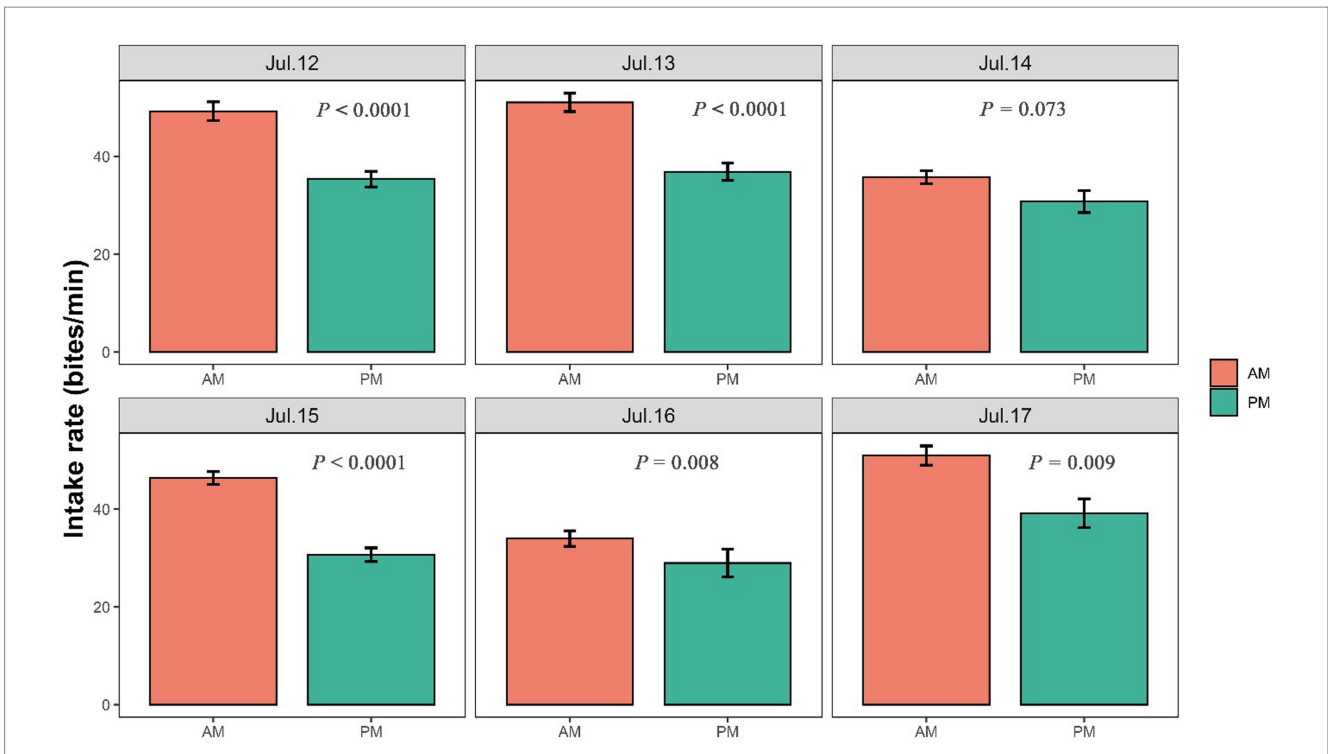 Jul.12
Jul.13
Jul.14
P < 0.0001
P < 0.0001
P = 0.073
40
20
0
AM
PM
AM
PM
AM
PM
Intake rate (bites/min)
AM
PM
Jul.15
Jul.16
Jul.17
P < 0.0001
P = 0.008
P = 0.009
40
20
0
AM
PM
AM
PM
AM
PM